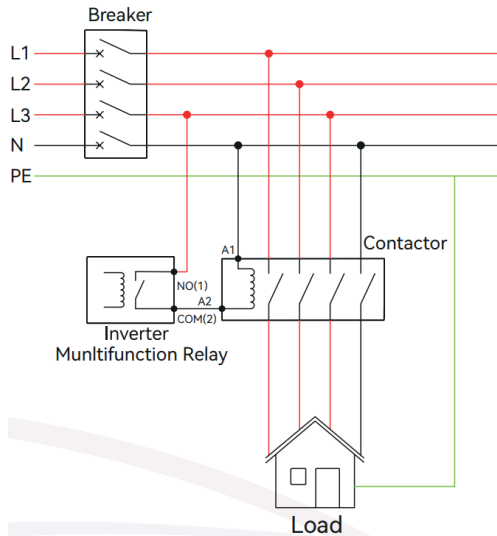 Breaker
L1
L2
L3
N
PE
A1
Contactor
NO(1)
A2
COM(2)
Inverter
Munltifunction Relay
Load